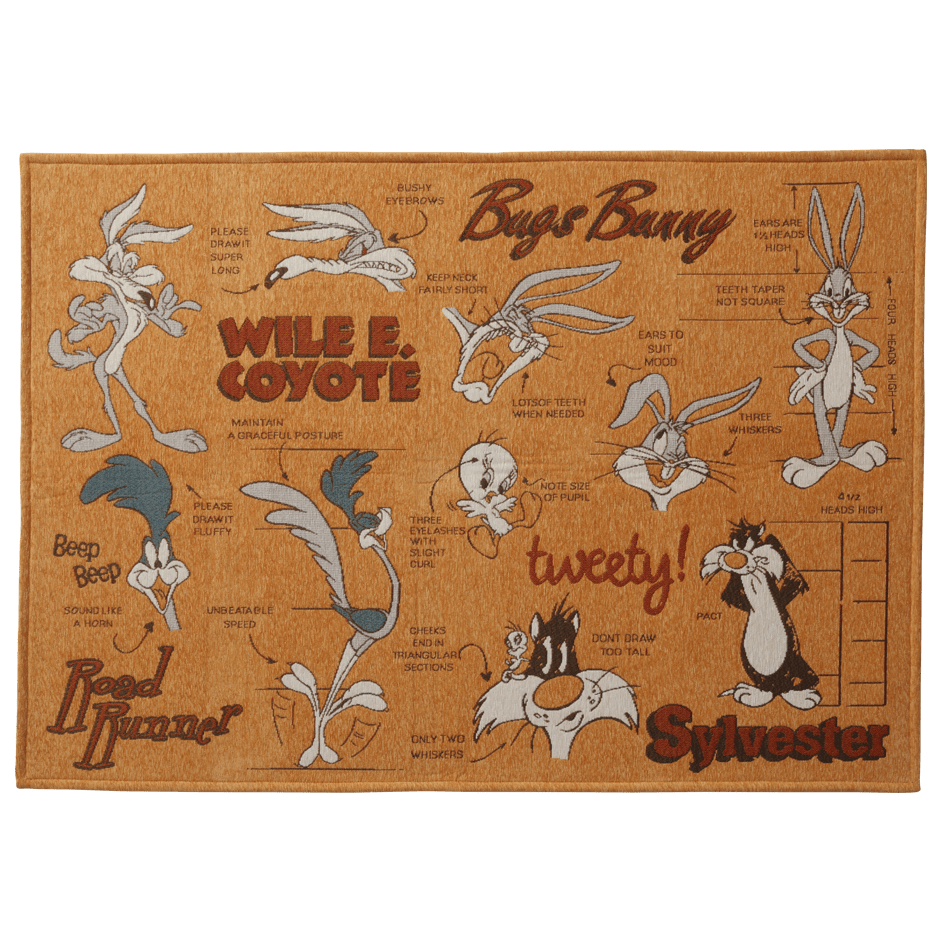 BUSHY
EYEBROWS
PLEASE
DRAW IT
SUPER
LONG
WILE E.
COYOTE
Bugs Bunny
KEEP NECK
FAIRLY SHORT
LOTS OF TEETH
WHEN NEEDED
EARS TO
SUIT
MOOD
THREE
WHISKERS
EARS ARE
1½ HEADS
HIGH
TEETH TAPER
NOT SQUARE
FOUR HEADS HIGH
MAINTAIN
A GRACEFUL POSTURE
PLEASE
DRAW IT
FLUFFY
Beep
Beep
SOUND LIKE
A HORN
UNBEATABLE
SPEED
Road
Runner
NOTE SIZE
OF PUPIL
THREE
EYELASHES
WITH
SLIGHT
CURL
tweety!
CHEEKS
END IN
TRIANGULAR
SECTIONS
DONT DRAW
TOO TALL
ONLY TWO
WHISKERS
1/2
HEADS HIGH
PACT
Sylvester